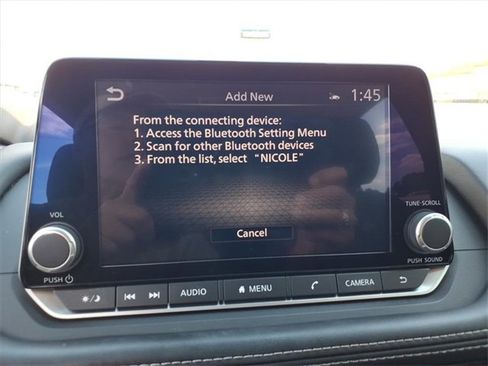 Add New
1:45
From the connecting device:
1. Access the Bluetooth Setting Menu
2. Scan for other Bluetooth devices
3. From the list, select "NICOLE"
Cancel
VOL
PUSH
TUNE·SCROLL
PUSH SOUND
AUDIO
MENU
CAMERA